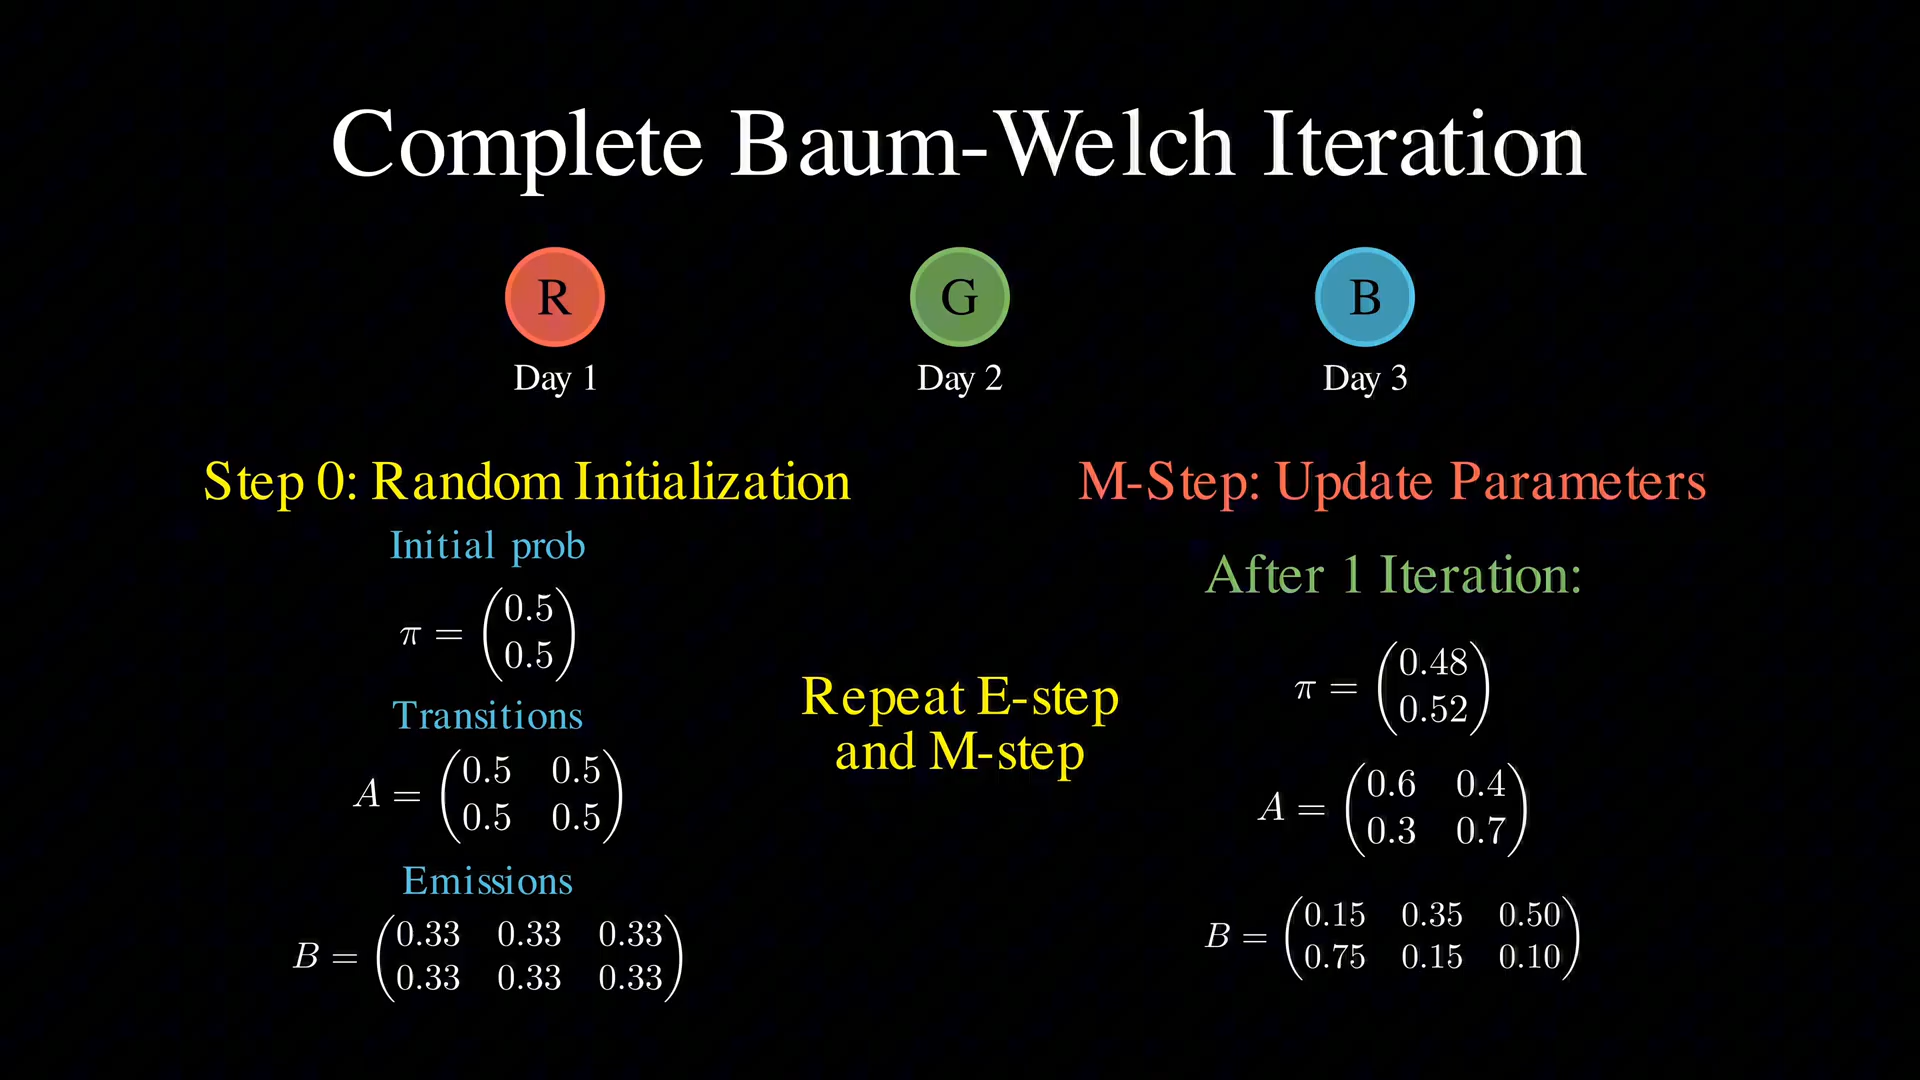 Complete Baum-Welch Iteration
R G B
Day 1 Day 2 Day 3
Step 0: Random Initialization
Initial prob
π = (0.5
0.5)
Transitions
A = (0.5 0.5
0.5 0.5)
Emissions
B = (0.33 0.33 0.33
0.33 0.33 0.33)
Repeat E-step
and M-step
M-Step: Update Parameters
After 1 Iteration:
π = (0.48
0.52)
A = (0.6 0.4
0.3 0.7)
B = (0.15 0.35 0.50
0.75 0.15 0.10)